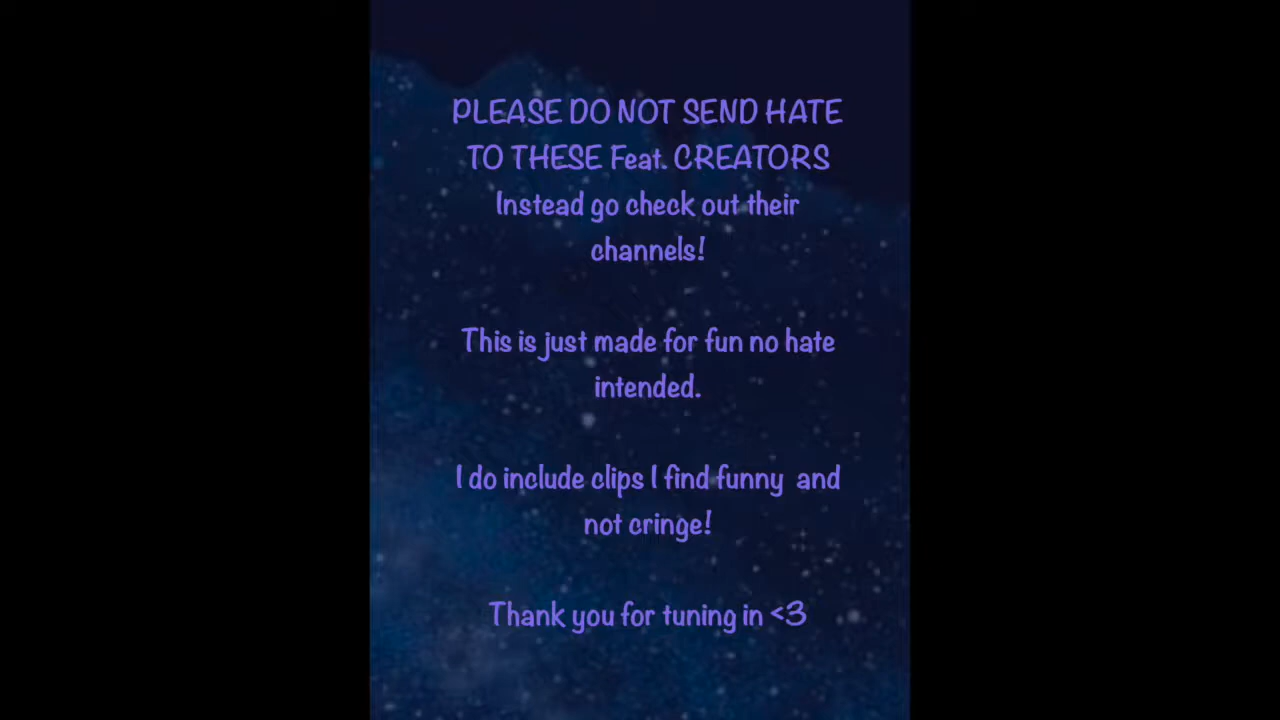 PLEASE DO NOT SEND HATE
TO THESE Feat. CREATORS
Instead go check out their
channels!
This is just made for fun no hate
intended.
I do include clips I find funny  and
not cringe!
Thank you for tuning in <3